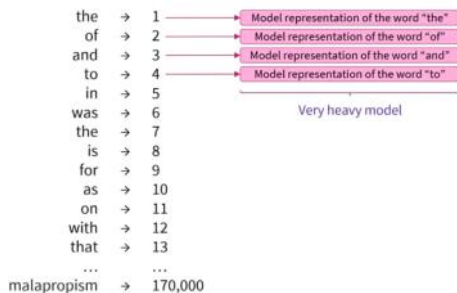 the → 1 Model representation of the word “the”
of → 2 Model representation of the word “of”
and → 3 Model representation of the word “and”
to → 4 Model representation of the word “to”
in → 5
Very heavy model
was → 6
the → 7
is → 8
for → 9
as → 10
on → 11
with → 12
that → 13
... ...
malapropism → 170,000